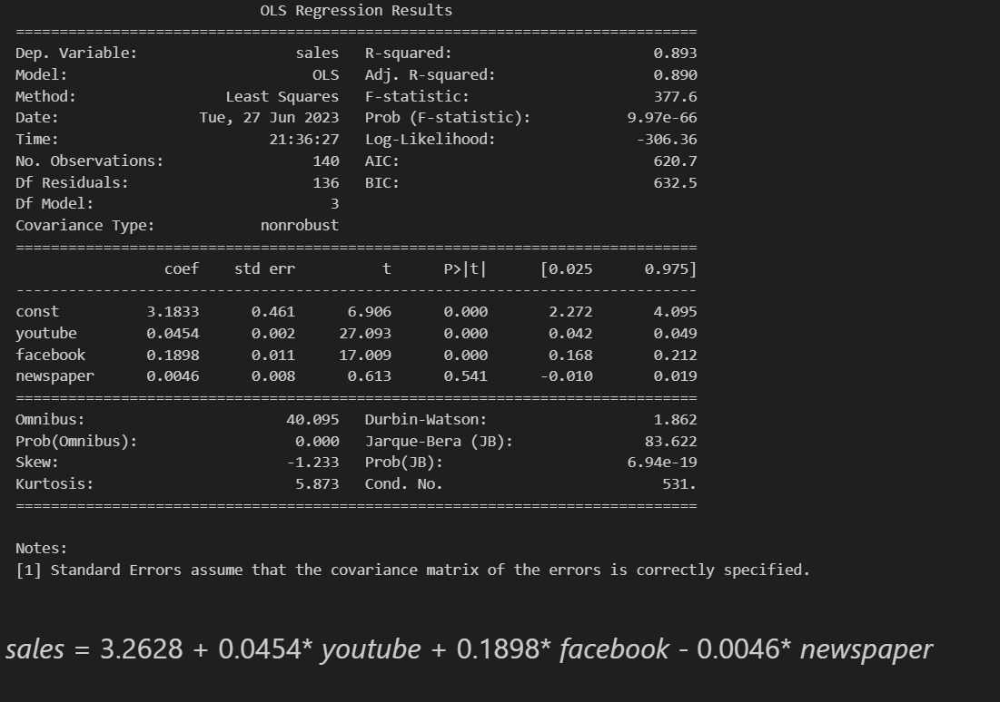 OLS Regression Results
==============================================================================
Dep. Variable: sales R-squared: 0.893
Model: OLS Adj. R-squared: 0.890
Method: Least Squares F-statistic: 377.6
Date: Tue, 27 Jun 2023 Prob (F-statistic): 9.97e-66
Time: 21:36:27 Log-Likelihood: -306.36
No. Observations: 140 AIC: 620.7
Df Residuals: 136 BIC: 632.5
Df Model: 3
Covariance Type: nonrobust
==============================================================================
coef std err t P>|t| [0.025 0.975]
------------------------------------------------------------------------------
const 3.1833 0.461 6.906 0.000 2.272 4.095
youtube 0.0454 0.002 27.093 0.000 0.042 0.049
facebook 0.1898 0.011 17.009 0.000 0.168 0.212
newspaper 0.0046 0.008 0.613 0.541 -0.010 0.019
==============================================================================
Omnibus: 40.095 Durbin-Watson: 1.862
Prob(Omnibus): 0.000 Jarque-Bera (JB): 83.622
Skew: -1.233 Prob(JB): 6.94e-19
Kurtosis: 5.873 Cond. No. 531.
==============================================================================
Notes:
[1] Standard Errors assume that the covariance matrix of the errors is correctly specified.
sales = 3.2628 + 0.0454* youtube + 0.1898* facebook - 0.0046* newspaper